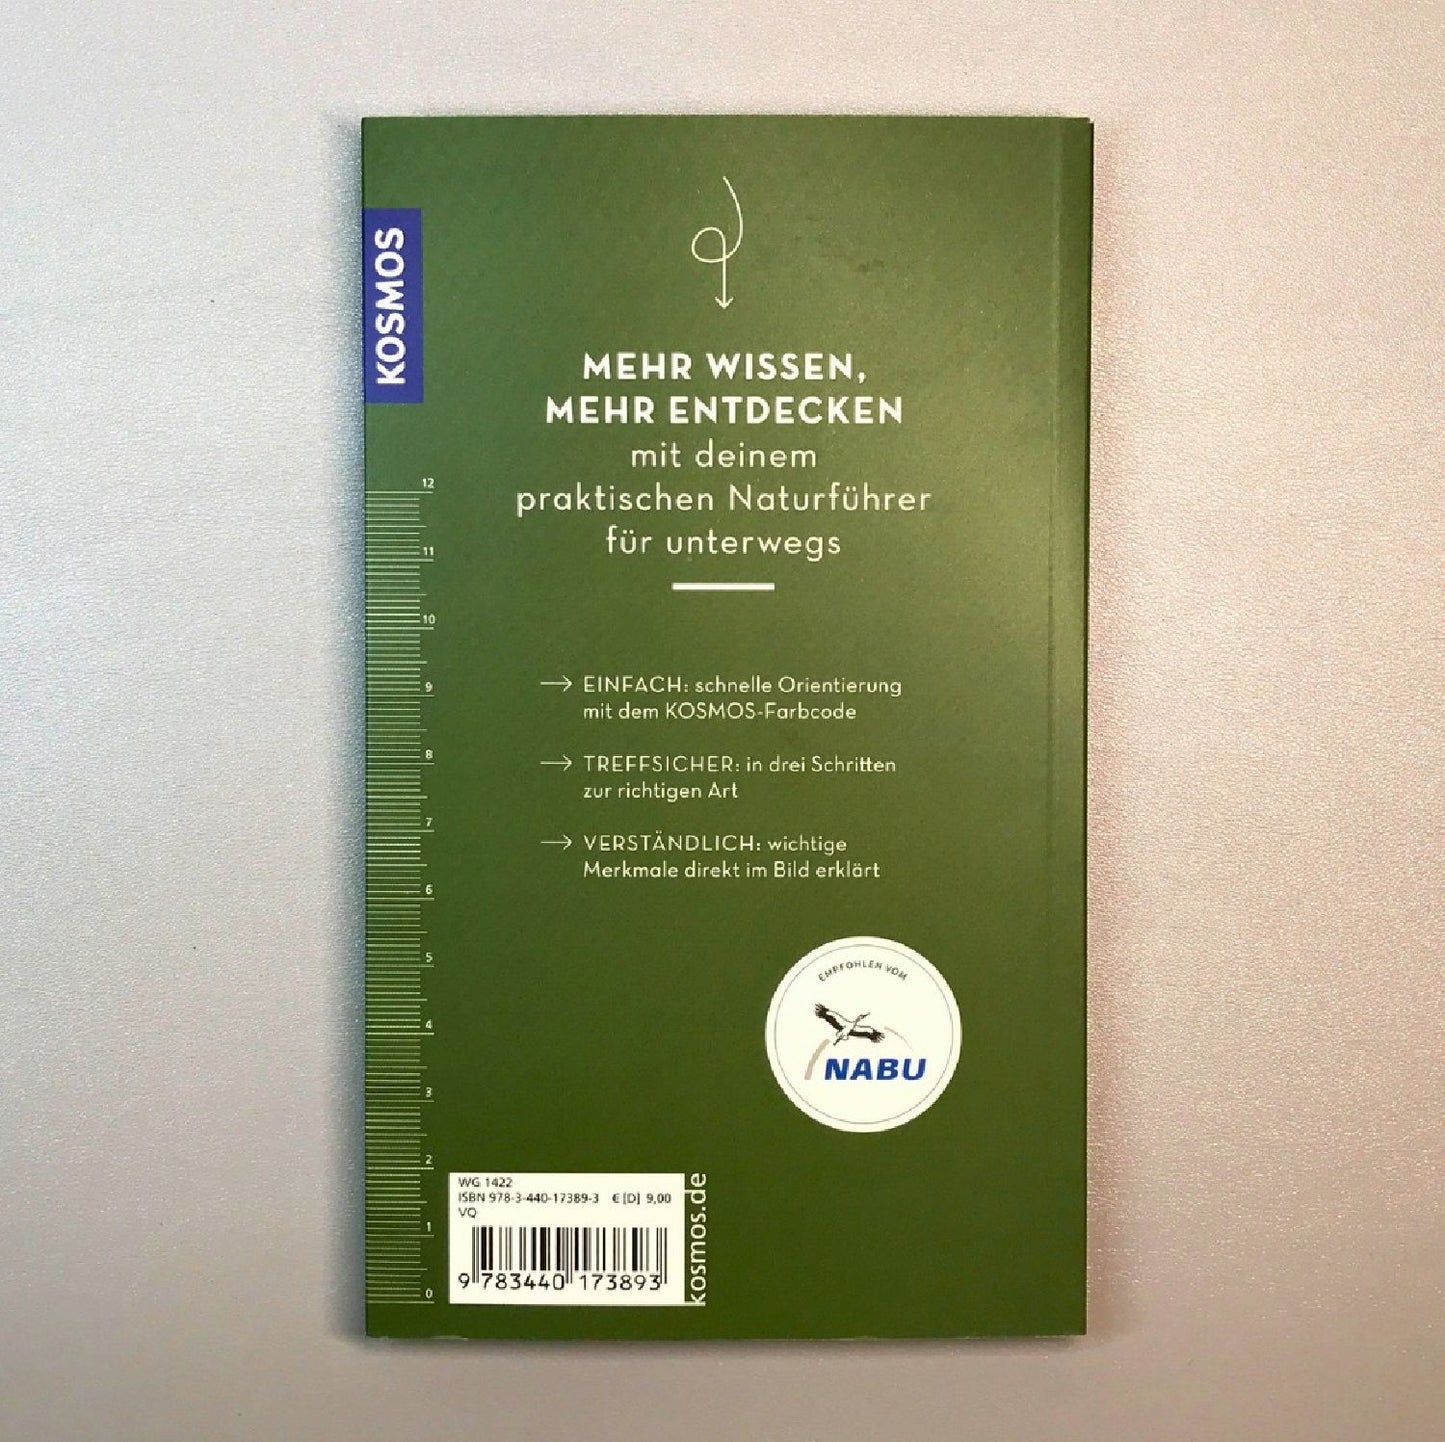 KOSMOS
MEHR WISSEN,
MEHR ENTDECKEN
mit deinem
praktischen Naturführer
für unterwegs
→ EINFACH: schnelle Orientierung
mit dem KOSMOS-Farbcode
→ TREFFSICHER: in drei Schritten
zur richtigen Art
→ VERSTÄNDLICH: wichtige
Merkmale direkt im Bild erklärt
12
11
10
9
8
7
6
5
4
3
2
1
0
EMPFOHLEN VOM
NABU
WG 1422
ISBN 978-3-440-17389-3 € [D] 9,00
VQ
9 783440 173893
kosmos.de